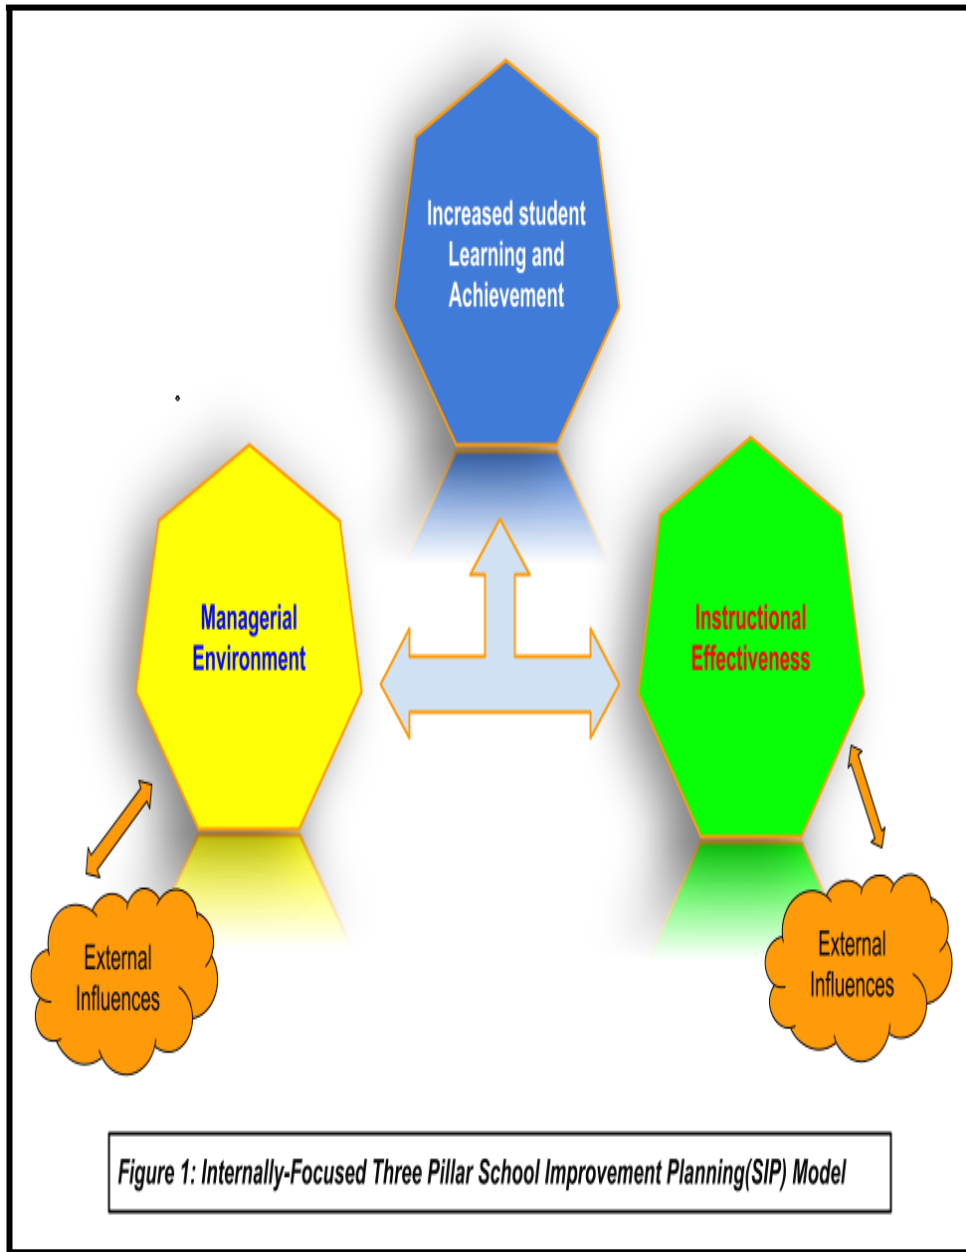 Increased student
Learning and
Achievement
Managerial
Environment
Instructional
Effectiveness
External
Influences
External
Influences
Figure 1: Internally-Focused Three Pillar School Improvement Planning(SIP) Model